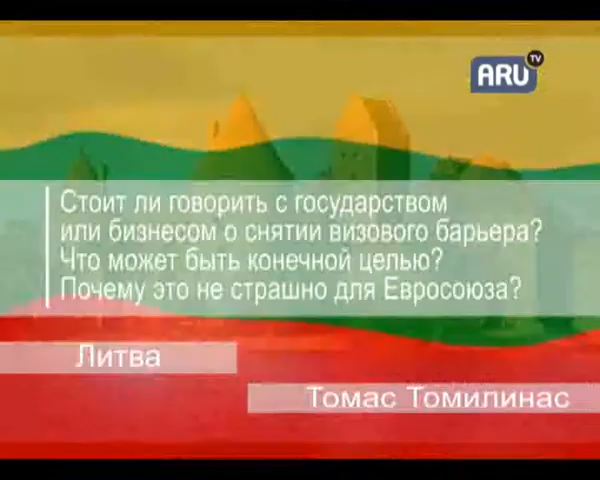 ARU TV
Стоит ли говорить с государством
или бизнесом о снятии визового барьера?
Что может быть конечной целью?
Почему это не страшно для Евросоюза?
Литва
Томас Томилинас